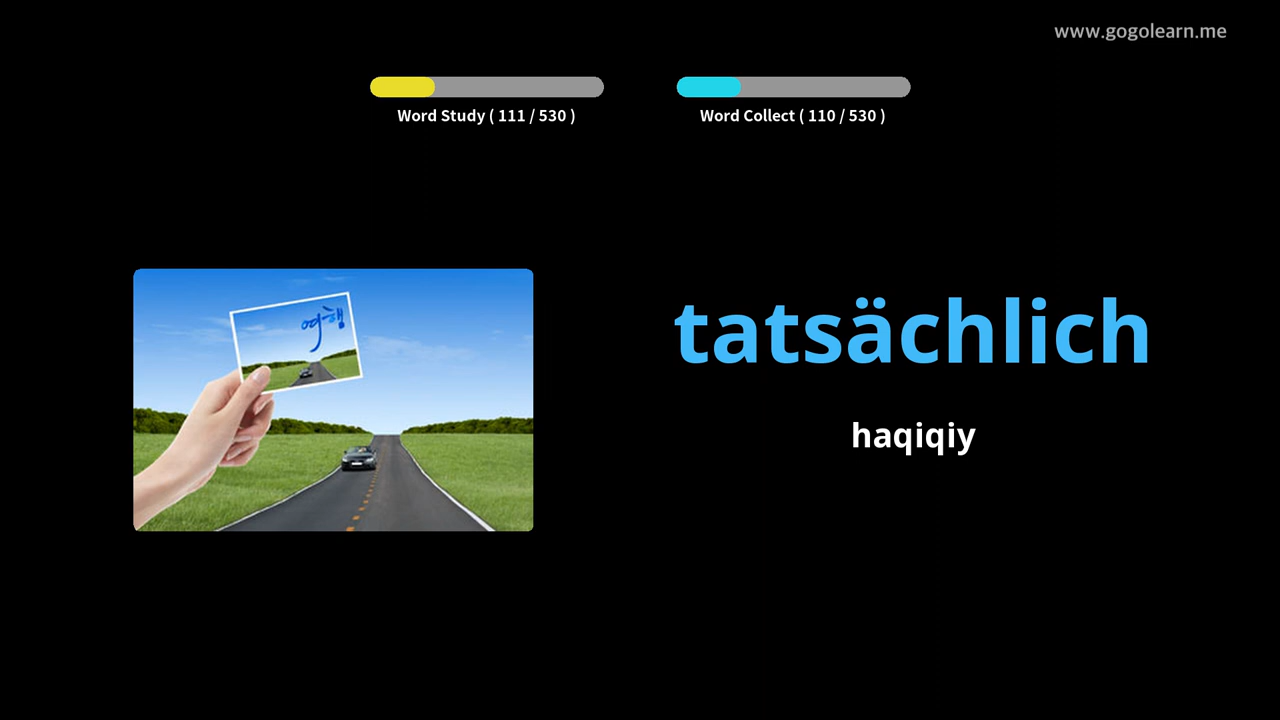 www.gogolearn.me
Word Study ( 111 / 530 )
Word Collect ( 110 / 530 )
여행
tatsächlich
haqiqiy